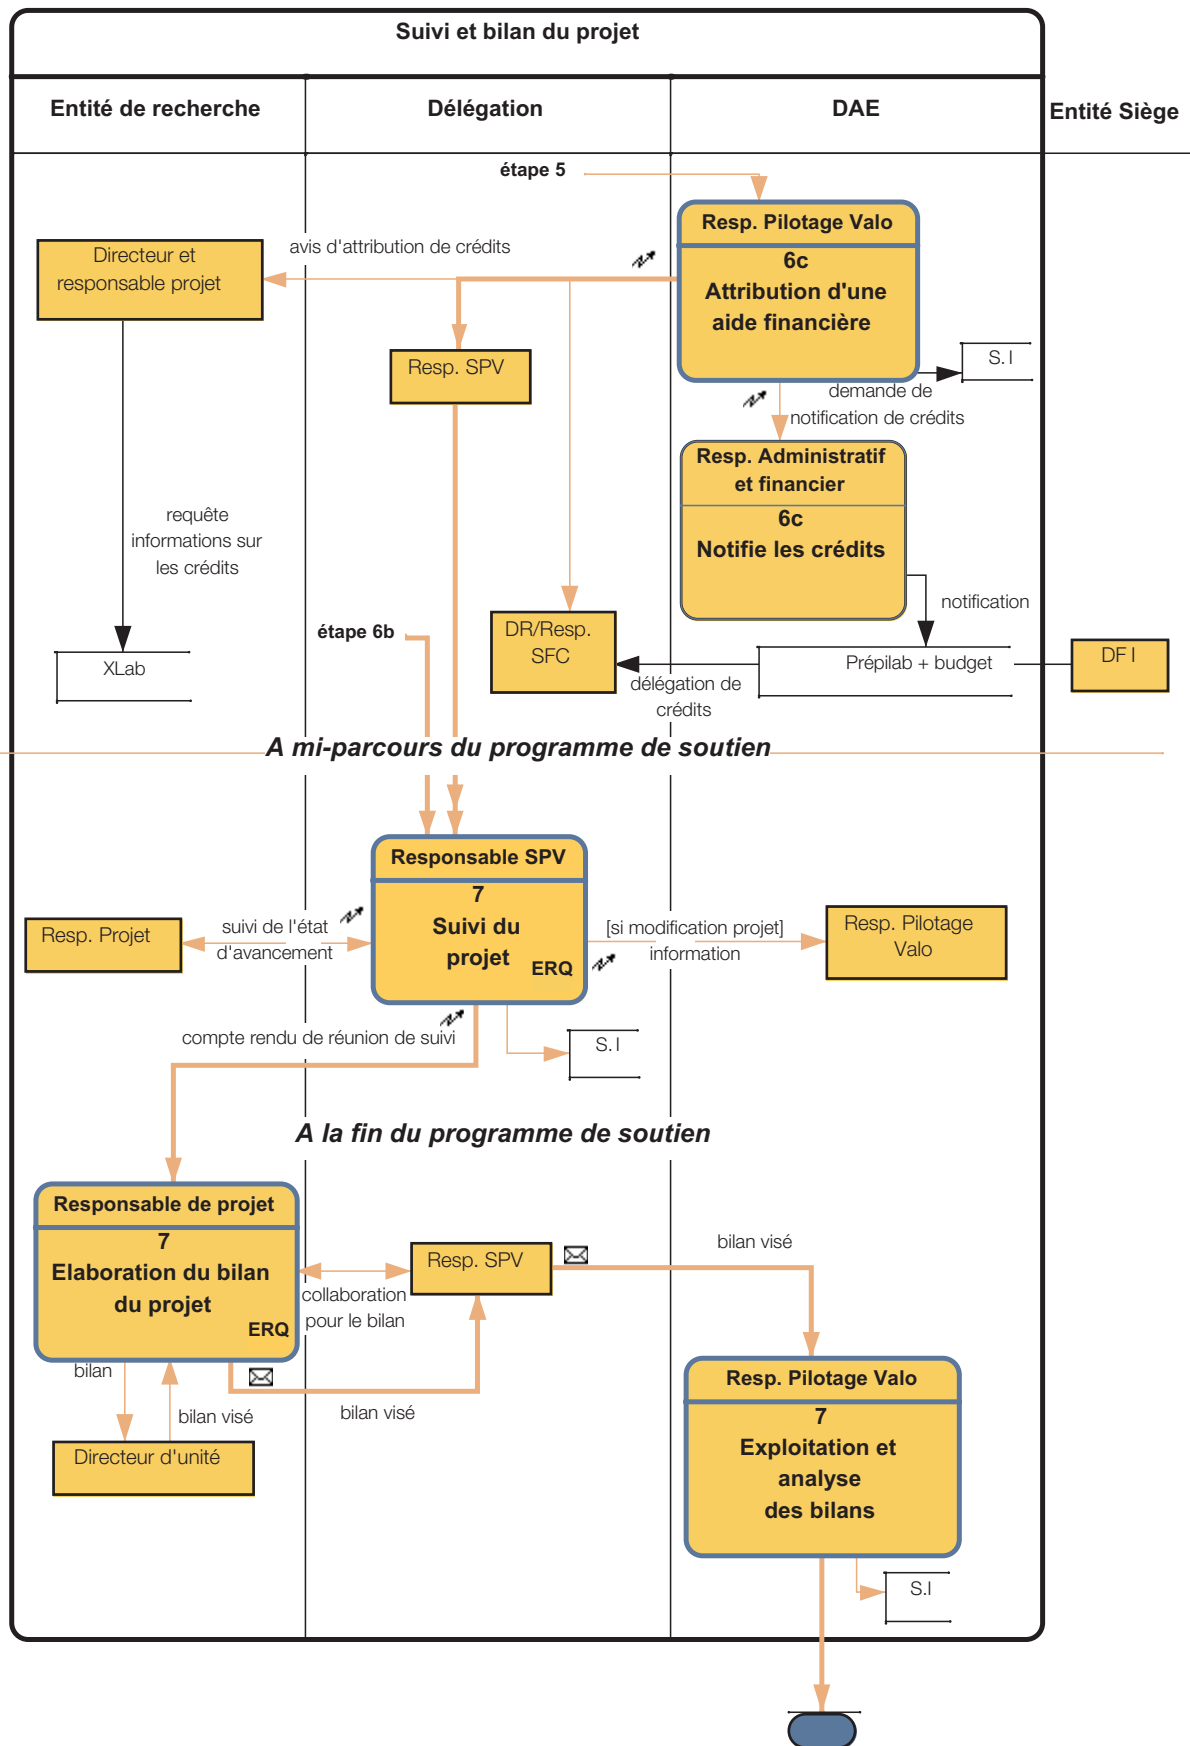 Suivi et bilan du projet
Entité de recherche
Délégation
DAE
Entité Siège
étape 5
Resp. Pilotage Valo
6c
Attribution d'une
aide financière
avis d'attribution de crédits
Directeur et
responsable projet
Resp. SPV
S.I
demande de
notification de crédits
Resp. Administratif
et financier
6c
Notifie les crédits
requête
informations sur
les crédits
notification
étape 6b
DR/Resp.
SFC
XLab
Prépilab + budget
DF I
délégation de
crédits
A mi-parcours du programme de soutien
Responsable SPV
7
Suivi du
projet
ERQ
Resp. Projet
suivi de l'état
d'avancement
[si modification projet]
information
Resp. Pilotage
Valo
compte rendu de réunion de suivi
S.I
A la fin du programme de soutien
Responsable de projet
7
Elaboration du bilan
du projet
ERQ
collaboration
pour le bilan
Resp. SPV
bilan visé
bilan
bilan visé
bilan visé
Directeur d'unité
Resp. Pilotage Valo
7
Exploitation et
analyse
des bilans
S.I